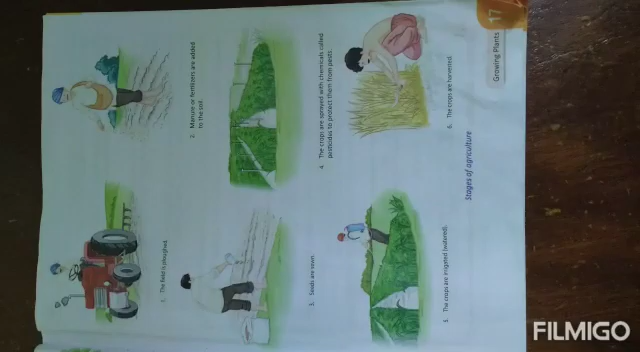 1. The field is ploughed.
2. Manure or fertilizers are added
to the soil.
3. Seeds are sown.
4. The crops are sprayed with chemicals called
pesticides to protect them from pests.
5. The crops are irrigated (watered).
6. The crops are harvested.
Stages of agriculture
Growing Plants 17
FILMIGO